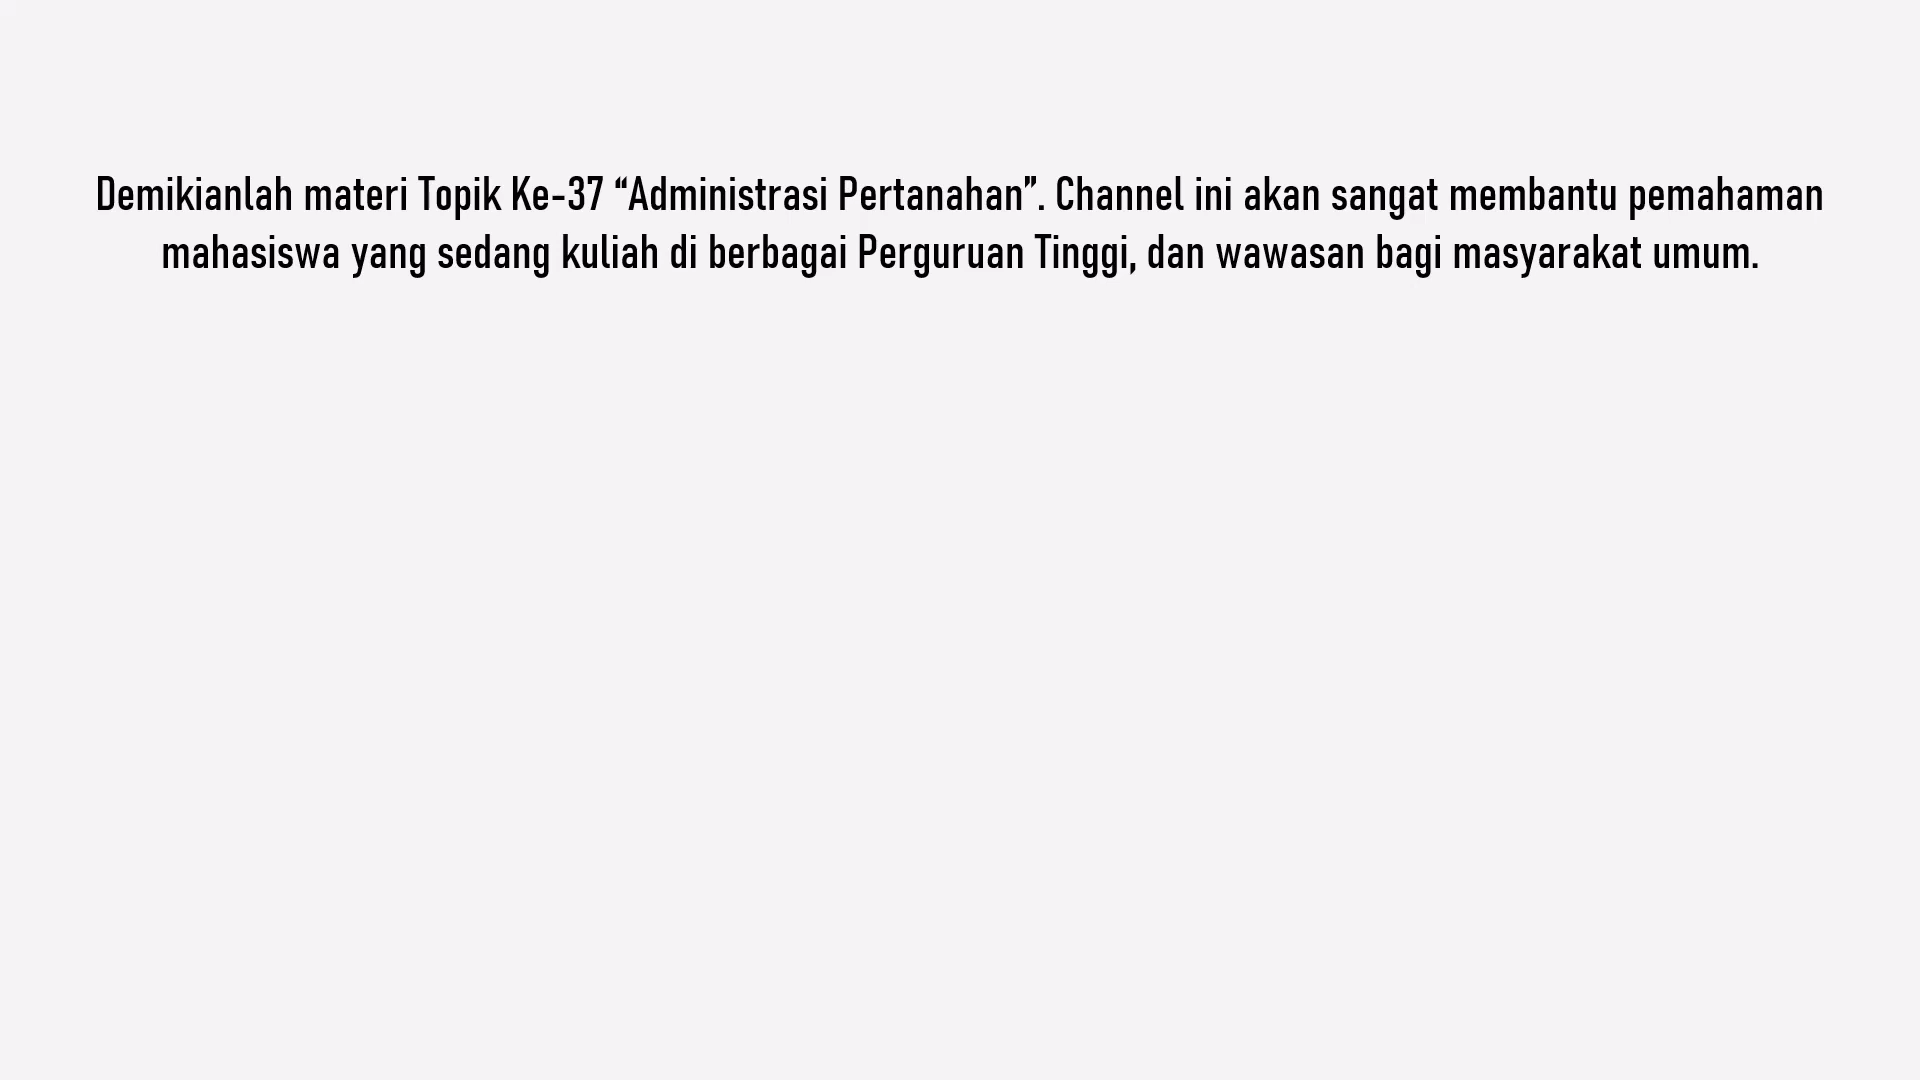 Demikianlah materi Topik Ke-37 “Administrasi Pertanahan”. Channel ini akan sangat membantu pemahaman
mahasiswa yang sedang kuliah di berbagai Perguruan Tinggi, dan wawasan bagi masyarakat umum.